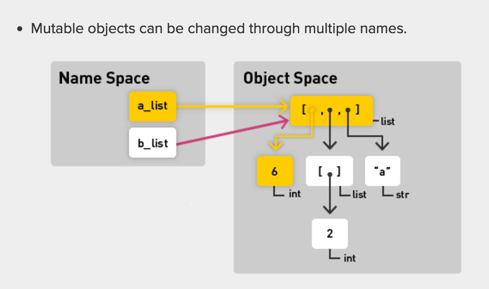 • Mutable objects can be changed through multiple names.
Name Space
Object Space
a_list
[ , , ]
list
b_list
6
[ ]
"a"
int
list
str
2
int